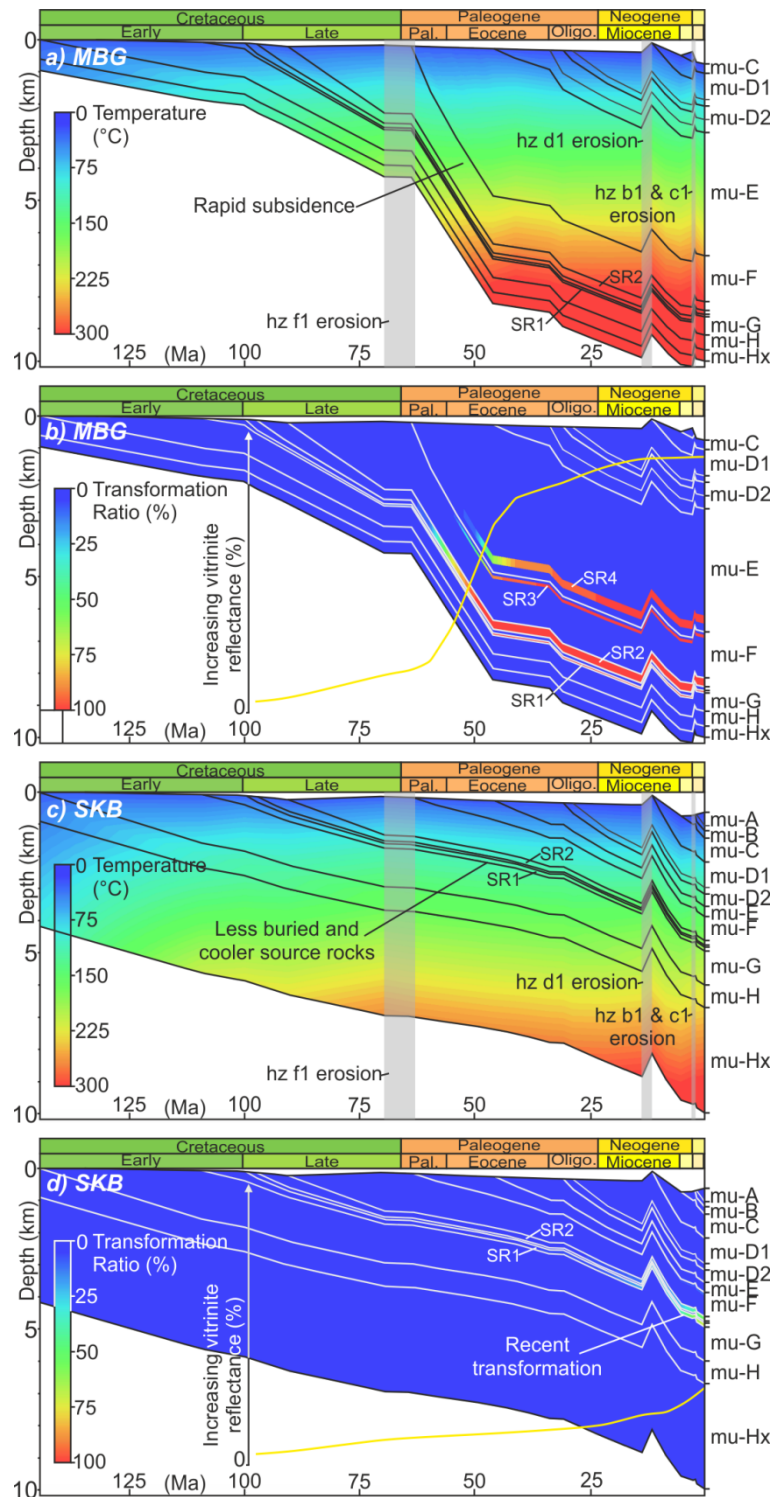 Cretaceous Paleogene Neogene
Early Late Pal. Eocene Oligo. Miocene
a) MBG
Depth (km)
0
5
10
0 Temperature
(°C)
75
150
225
300
Rapid subsidence
hz d1 erosion
hz b1 & c1
erosion
hz f1 erosion
SR2
SR1
125 (Ma) 100 75 50 25
mu-C
mu-D1
mu-D2
mu-E
mu-F
mu-G
mu-H
mu-Hx
Cretaceous Paleogene Neogene
Early Late Pal. Eocene Oligo. Miocene
b) MBG
Depth (km)
0
5
10
0 Transformation
Ratio (%)
25
50
75
100
Increasing vitrinite
reflectance (%)
0
SR4
SR3
SR2
SR1
125 (Ma) 100 75 50 25
mu-C
mu-D1
mu-D2
mu-E
mu-F
mu-G
mu-H
mu-Hx
Cretaceous Paleogene Neogene
Early Late Pal. Eocene Oligo. Miocene
c) SKB
Depth (km)
0
5
10
0 Temperature
(°C)
75
150
225
300
SR2
SR1
Less buried and
cooler source rocks
hz d1 erosion
hz b1 & c1
erosion
hz f1 erosion
125 (Ma) 100 75 50 25
mu-A
mu-B
mu-C
mu-D1
mu-D2
mu-E
mu-F
mu-G
mu-H
mu-Hx
Cretaceous Paleogene Neogene
Early Late Pal. Eocene Oligo. Miocene
d) SKB
Depth (km)
0
5
10
0 Transformation
Ratio (%)
25
50
75
100
Increasing vitrinite
reflectance (%)
0
SR2
SR1
Recent
transformation
125 (Ma) 100 75 50 25
mu-A
mu-B
mu-C
mu-D1
mu-D2
mu-E
mu-F
mu-G
mu-H
mu-Hx